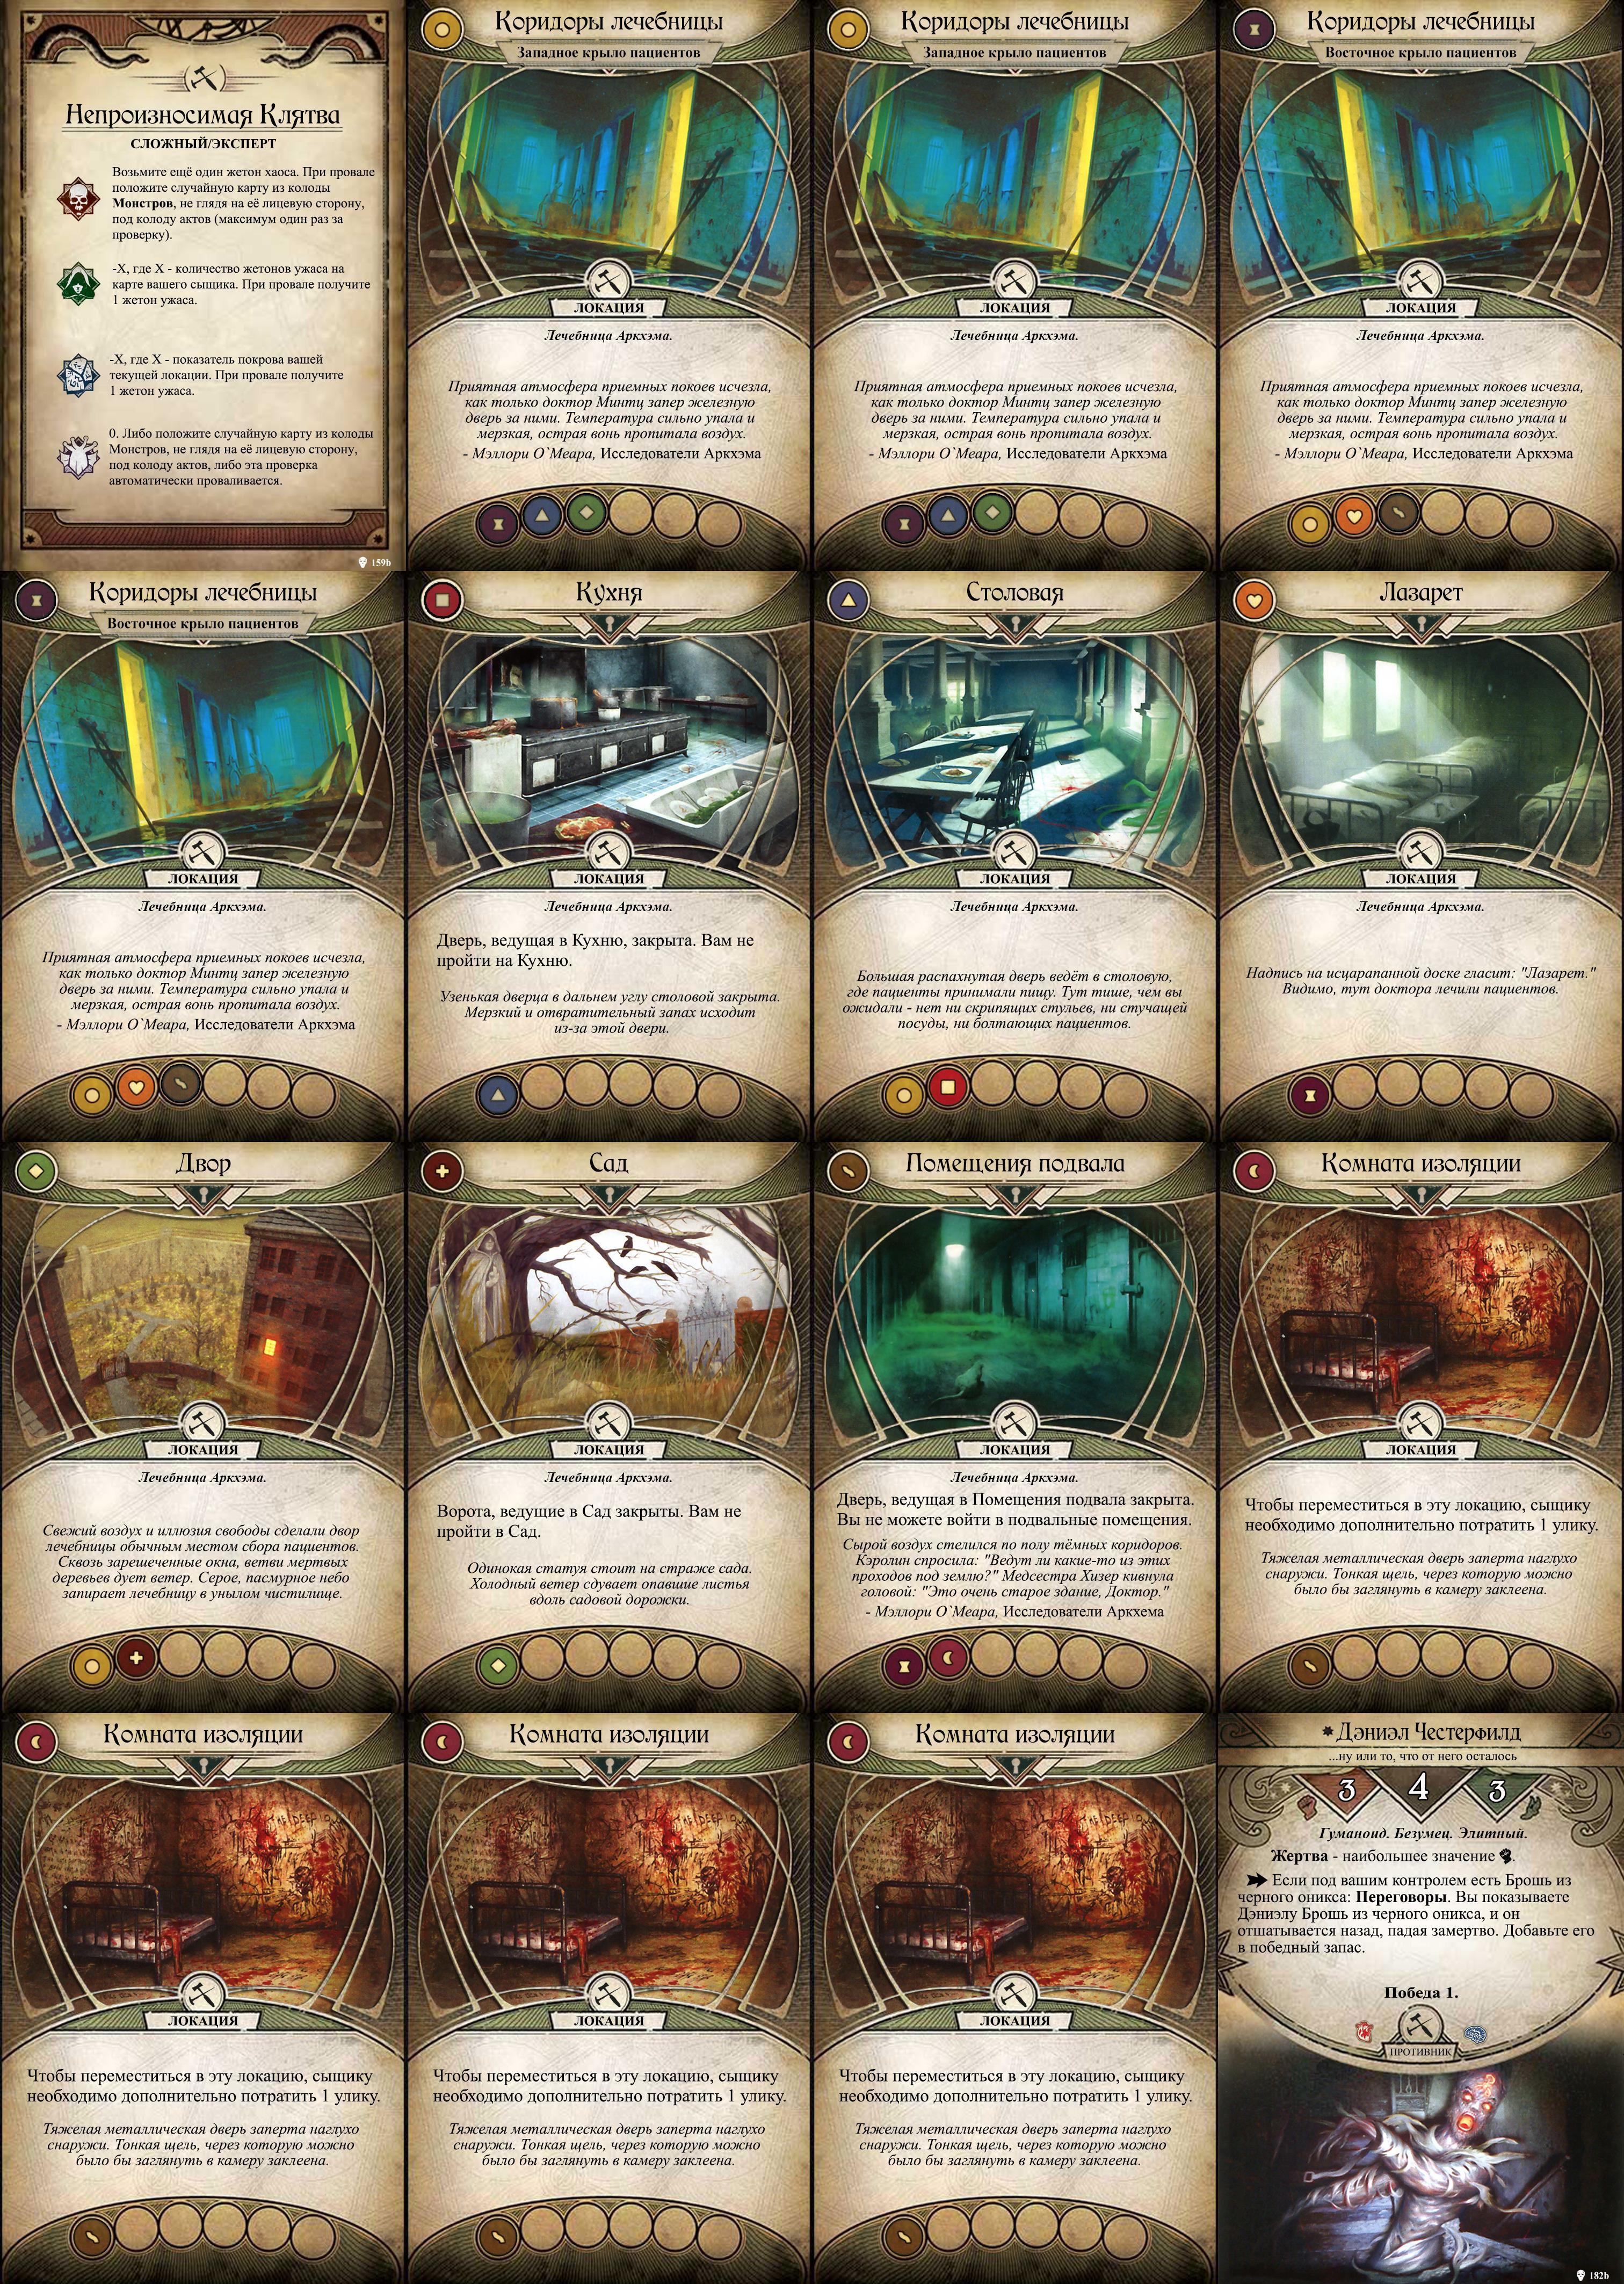 Непроизносимая Клятва
СЛОЖНЫЙ/ЭКСПЕРТ
Возьмите ещё один жетон хаоса. При провале
положите случайную карту из колоды
Монстров, не глядя на её лицевую сторону,
под колоду актов (максимум один раз за
проверку).
-X, где X - количество жетонов ужаса на
карте вашего сыщика. При провале получите
1 жетон ужаса.
-X, где X - показатель покрова вашей
текущей локации. При провале получите
1 жетон ужаса.
0. Либо положите случайную карту из колоды
Монстров, не глядя на её лицевую сторону,
под колоду актов, либо эта проверка
автоматически проваливается.
159b
Коридоры лечебницы
Западное крыло пациентов
ЛОКАЦИЯ
Лечебница Аркхэма.
Приятная атмосфера приемных покоев исчезла,
как только доктор Минтц запер железную
дверь за ними. Температура сильно упала и
мерзкая, острая вонь пропитала воздух.
- Мэллори О`Меара, Исследователи Аркхэма
Коридоры лечебницы
Западное крыло пациентов
ЛОКАЦИЯ
Лечебница Аркхэма.
Приятная атмосфера приемных покоев исчезла,
как только доктор Минтц запер железную
дверь за ними. Температура сильно упала и
мерзкая, острая вонь пропитала воздух.
- Мэллори О`Меара, Исследователи Аркхэма
Коридоры лечебницы
Восточное крыло пациентов
ЛОКАЦИЯ
Лечебница Аркхэма.
Приятная атмосфера приемных покоев исчезла,
как только доктор Минтц запер железную
дверь за ними. Температура сильно упала и
мерзкая, острая вонь пропитала воздух.
- Мэллори О`Меара, Исследователи Аркхэма
Коридоры лечебницы
Восточное крыло пациентов
ЛОКАЦИЯ
Лечебница Аркхэма.
Приятная атмосфера приемных покоев исчезла,
как только доктор Минтц запер железную
дверь за ними. Температура сильно упала и
мерзкая, острая вонь пропитала воздух.
- Мэллори О`Меара, Исследователи Аркхэма
Кухня
ЛОКАЦИЯ
Лечебница Аркхэма.
Дверь, ведущая в Кухню, закрыта. Вам не
пройти на Кухню.
Узенькая дверца в дальнем углу столовой закрыта.
Мерзкий и отвратительный запах исходит
из-за этой двери.
Столовая
ЛОКАЦИЯ
Лечебница Аркхэма.
Большая распахнутая дверь ведёт в столовую,
где пациенты принимали пищу. Тут тише, чем вы
ожидали - нет ни скрипящих стульев, ни стучащей
посуды, ни болтающих пациентов.
Лазарет
ЛОКАЦИЯ
Лечебница Аркхэма.
Надпись на исцарапанной доске гласит: "Лазарет."
Видимо, тут доктора лечили пациентов.
Двор
ЛОКАЦИЯ
Лечебница Аркхэма.
Свежий воздух и иллюзия свободы сделали двор
лечебницы обычным местом сбора пациентов.
Сквозь зарешеченные окна, ветви мертвых
деревьев дует ветер. Серое, пасмурное небо
запирает лечебницу в унылом чистилище.
Сад
ЛОКАЦИЯ
Лечебница Аркхэма.
Ворота, ведущие в Сад закрыты. Вам не
пройти в Сад.
Одинокая статуя стоит на страже сада.
Холодный ветер сдувает опавшие листья
вдоль садовой дорожки.
Помещения подвала
ЛОКАЦИЯ
Лечебница Аркхэма.
Дверь, ведущая в Помещения подвала закрыта.
Вы не можете войти в подвальные помещения.
Сырой воздух стелился по полу тёмных коридоров.
Кэролин спросила: "Ведут ли какие-то из этих
проходов под землю?" Медсестра Хизер кивнула
головой: "Это очень старое здание, Доктор."
- Мэллори О`Меара, Исследователи Аркхема
Комната изоляции
ЛОКАЦИЯ
Чтобы переместиться в эту локацию, сыщику
необходимо дополнительно потратить 1 улику.
Тяжелая металлическая дверь заперта наглухо
снаружи. Тонкая щель, через которую можно
было бы заглянуть в камеру заклеена.
Комната изоляции
ЛОКАЦИЯ
Чтобы переместиться в эту локацию, сыщику
необходимо дополнительно потратить 1 улику.
Тяжелая металлическая дверь заперта наглухо
снаружи. Тонкая щель, через которую можно
было бы заглянуть в камеру заклеена.
Комната изоляции
ЛОКАЦИЯ
Чтобы переместиться в эту локацию, сыщику
необходимо дополнительно потратить 1 улику.
Тяжелая металлическая дверь заперта наглухо
снаружи. Тонкая щель, через которую можно
было бы заглянуть в камеру заклеена.
Комната изоляции
ЛОКАЦИЯ
Чтобы переместиться в эту локацию, сыщику
необходимо дополнительно потратить 1 улику.
Тяжелая металлическая дверь заперта наглухо
снаружи. Тонкая щель, через которую можно
было бы заглянуть в камеру заклеена.
Дэниэл Честерфилд
...ну или то, что от него осталось
3 4 3
Гуманоид. Безумец. Элитный.
Жертва - наибольшее значение .
Если под вашим контролем есть Брошь из
черного оникса: Переговоры. Вы показываете
Дэниэлу Брошь из черного оникса, и он
отшатывается назад, падая замертво. Добавьте его
в победный запас.
Победа 1.
ПРОТИВНИК
182b